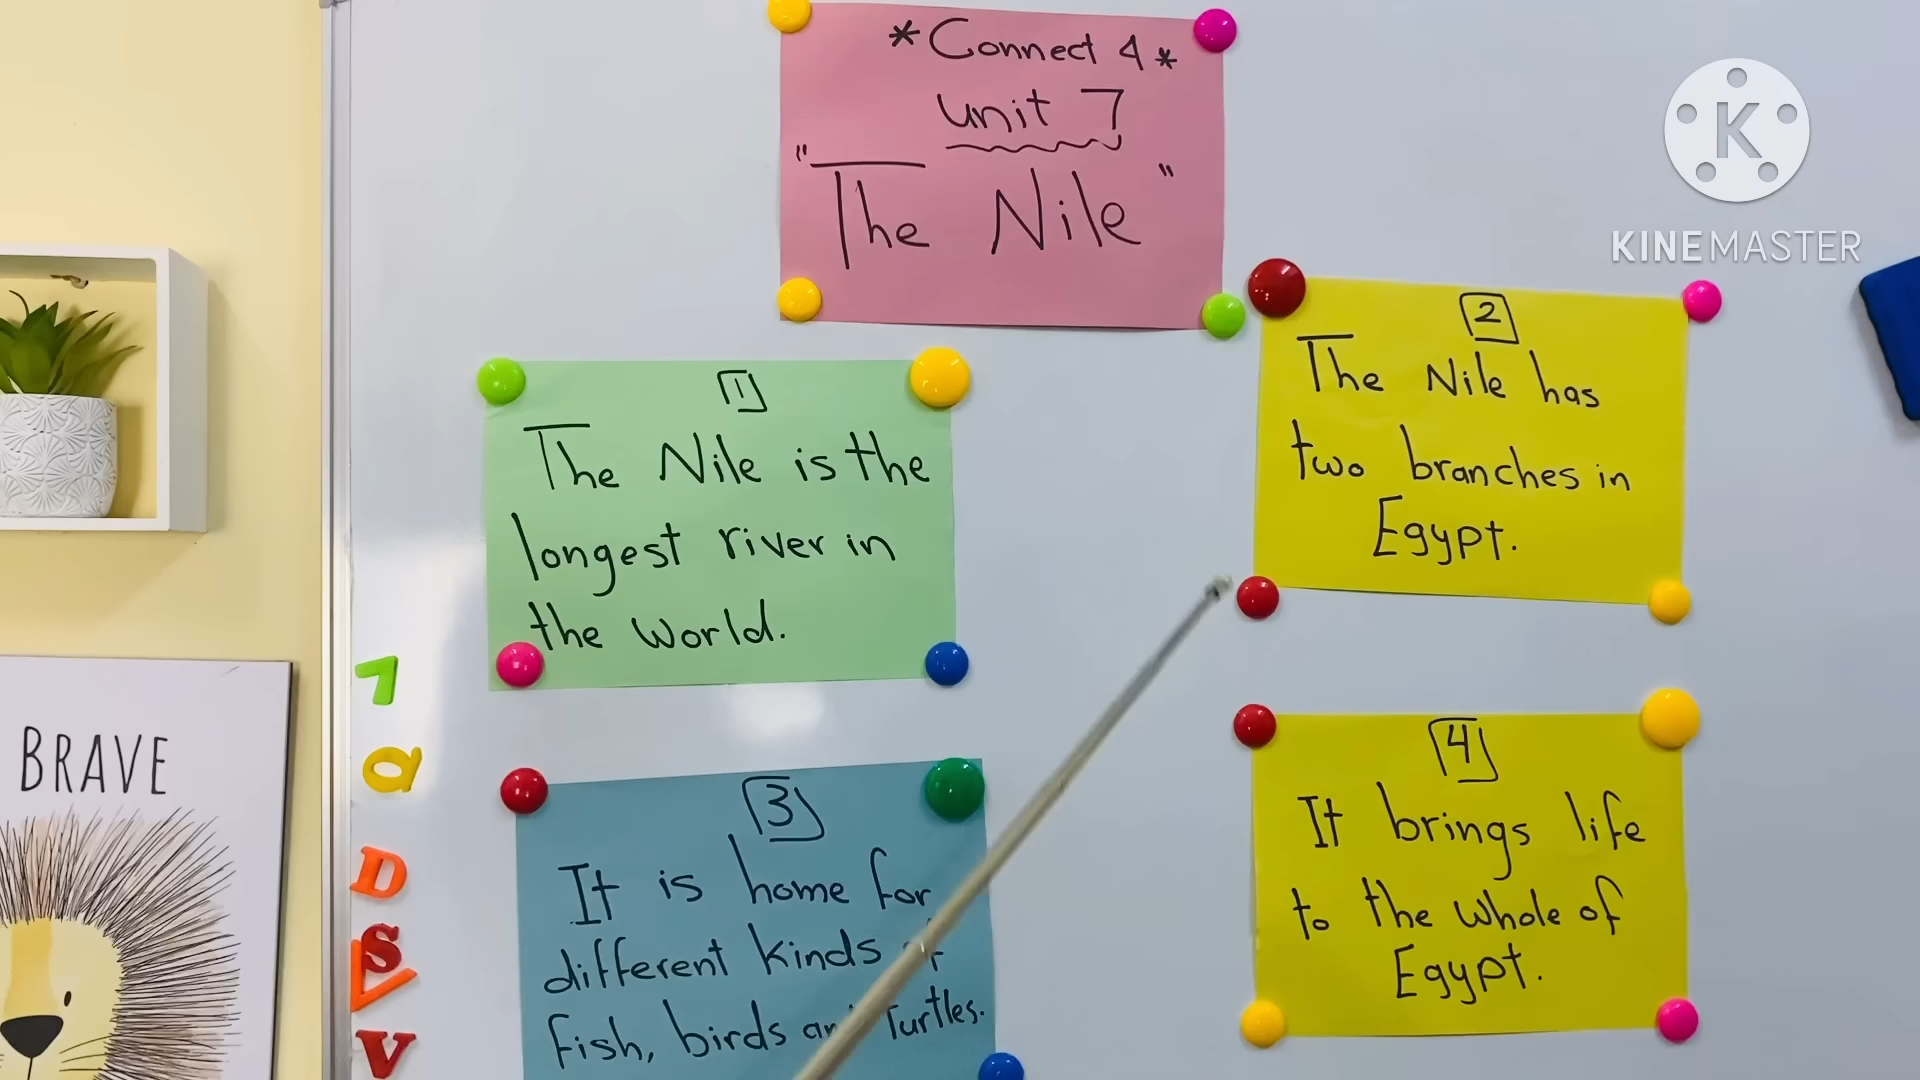 * Connect 4 *
unit 7
"The Nile"
1
The Nile is the
longest river in
the world.
2
The Nile has
two branches in
Egypt.
3
It is home for
different kinds
fish, birds Turtles.
4
It brings life
to the whole of
Egypt.
BRAVE
7
a
D
S
V
K
KINEMASTER